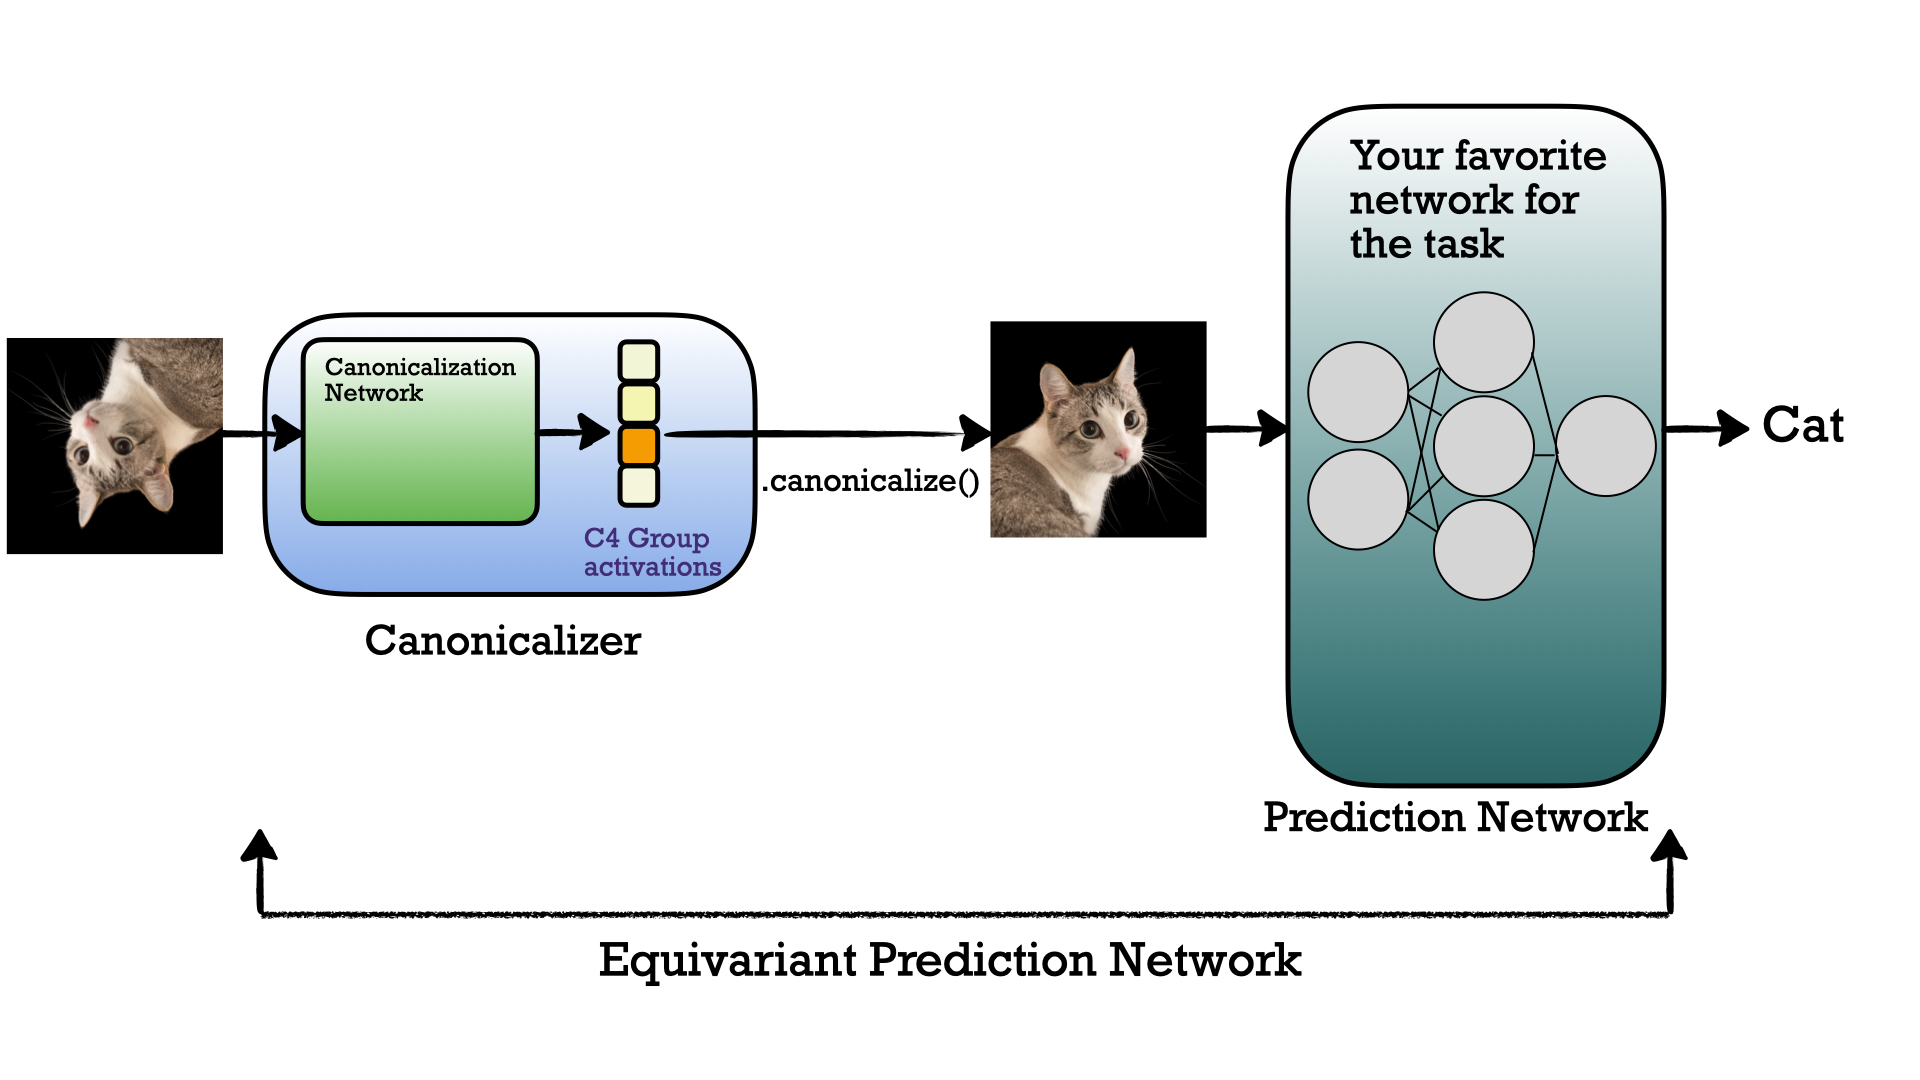 Your favorite
network for
the task
Canonicalization
Network
C4 Group
activations
.canonicalize()
Cat
Canonicalizer
Prediction Network
Equivariant Prediction Network